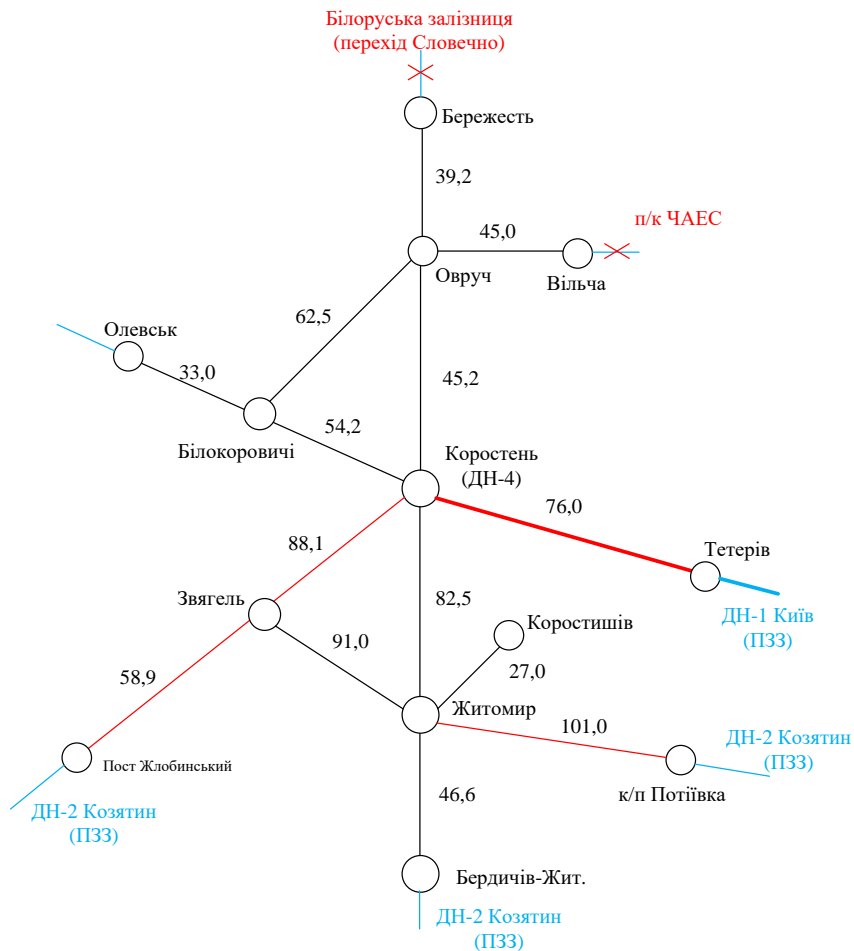 Білоруська залізниця
(перехід Словечно)
Бережесть
39,2
п/к ЧАЕС
45,0
Овруч
Вільча
62,5
Олевськ
33,0
45,2
54,2
Білокоровичі
Коростень
(ДН-4)
76,0
88,1
Тетерів
Звягель
82,5
ДН-1 Київ
(ПЗЗ)
Коростишів
91,0
27,0
58,9
Житомир
101,0
ДН-2 Козятин
(ПЗЗ)
Пост Жлобинський
к/п Потіївка
46,6
ДН-2 Козятин
(ПЗЗ)
Бердичів-Жит.
ДН-2 Козятин
(ПЗЗ)